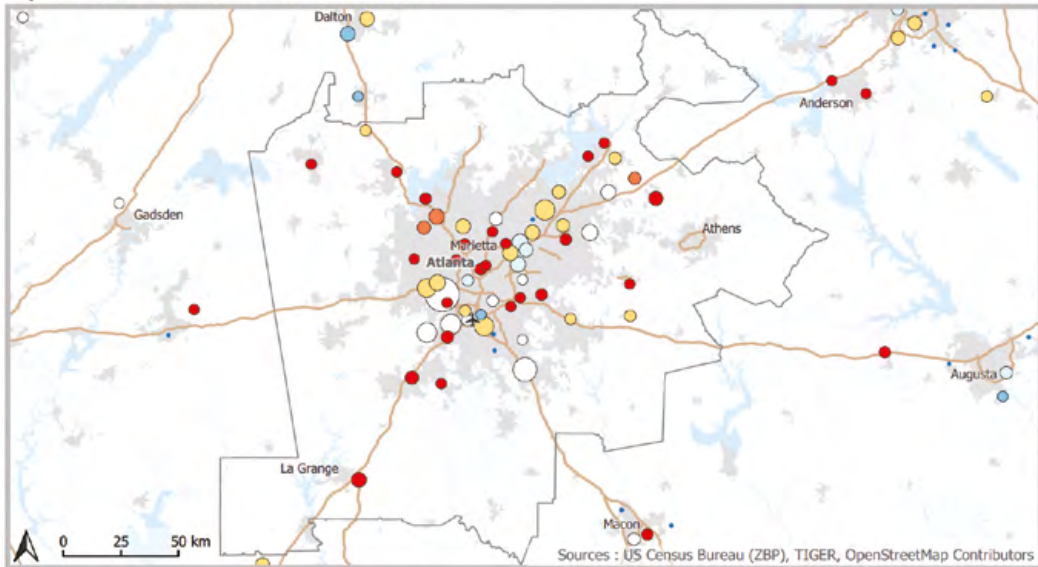 Dalton
Anderson
Gadsden
Athens
Marietta
Atlanta
Augusta
La Grange
Macon
0 25 50 km
Sources : US Census Bureau (ZBP), TIGER, OpenStreetMap Contributors